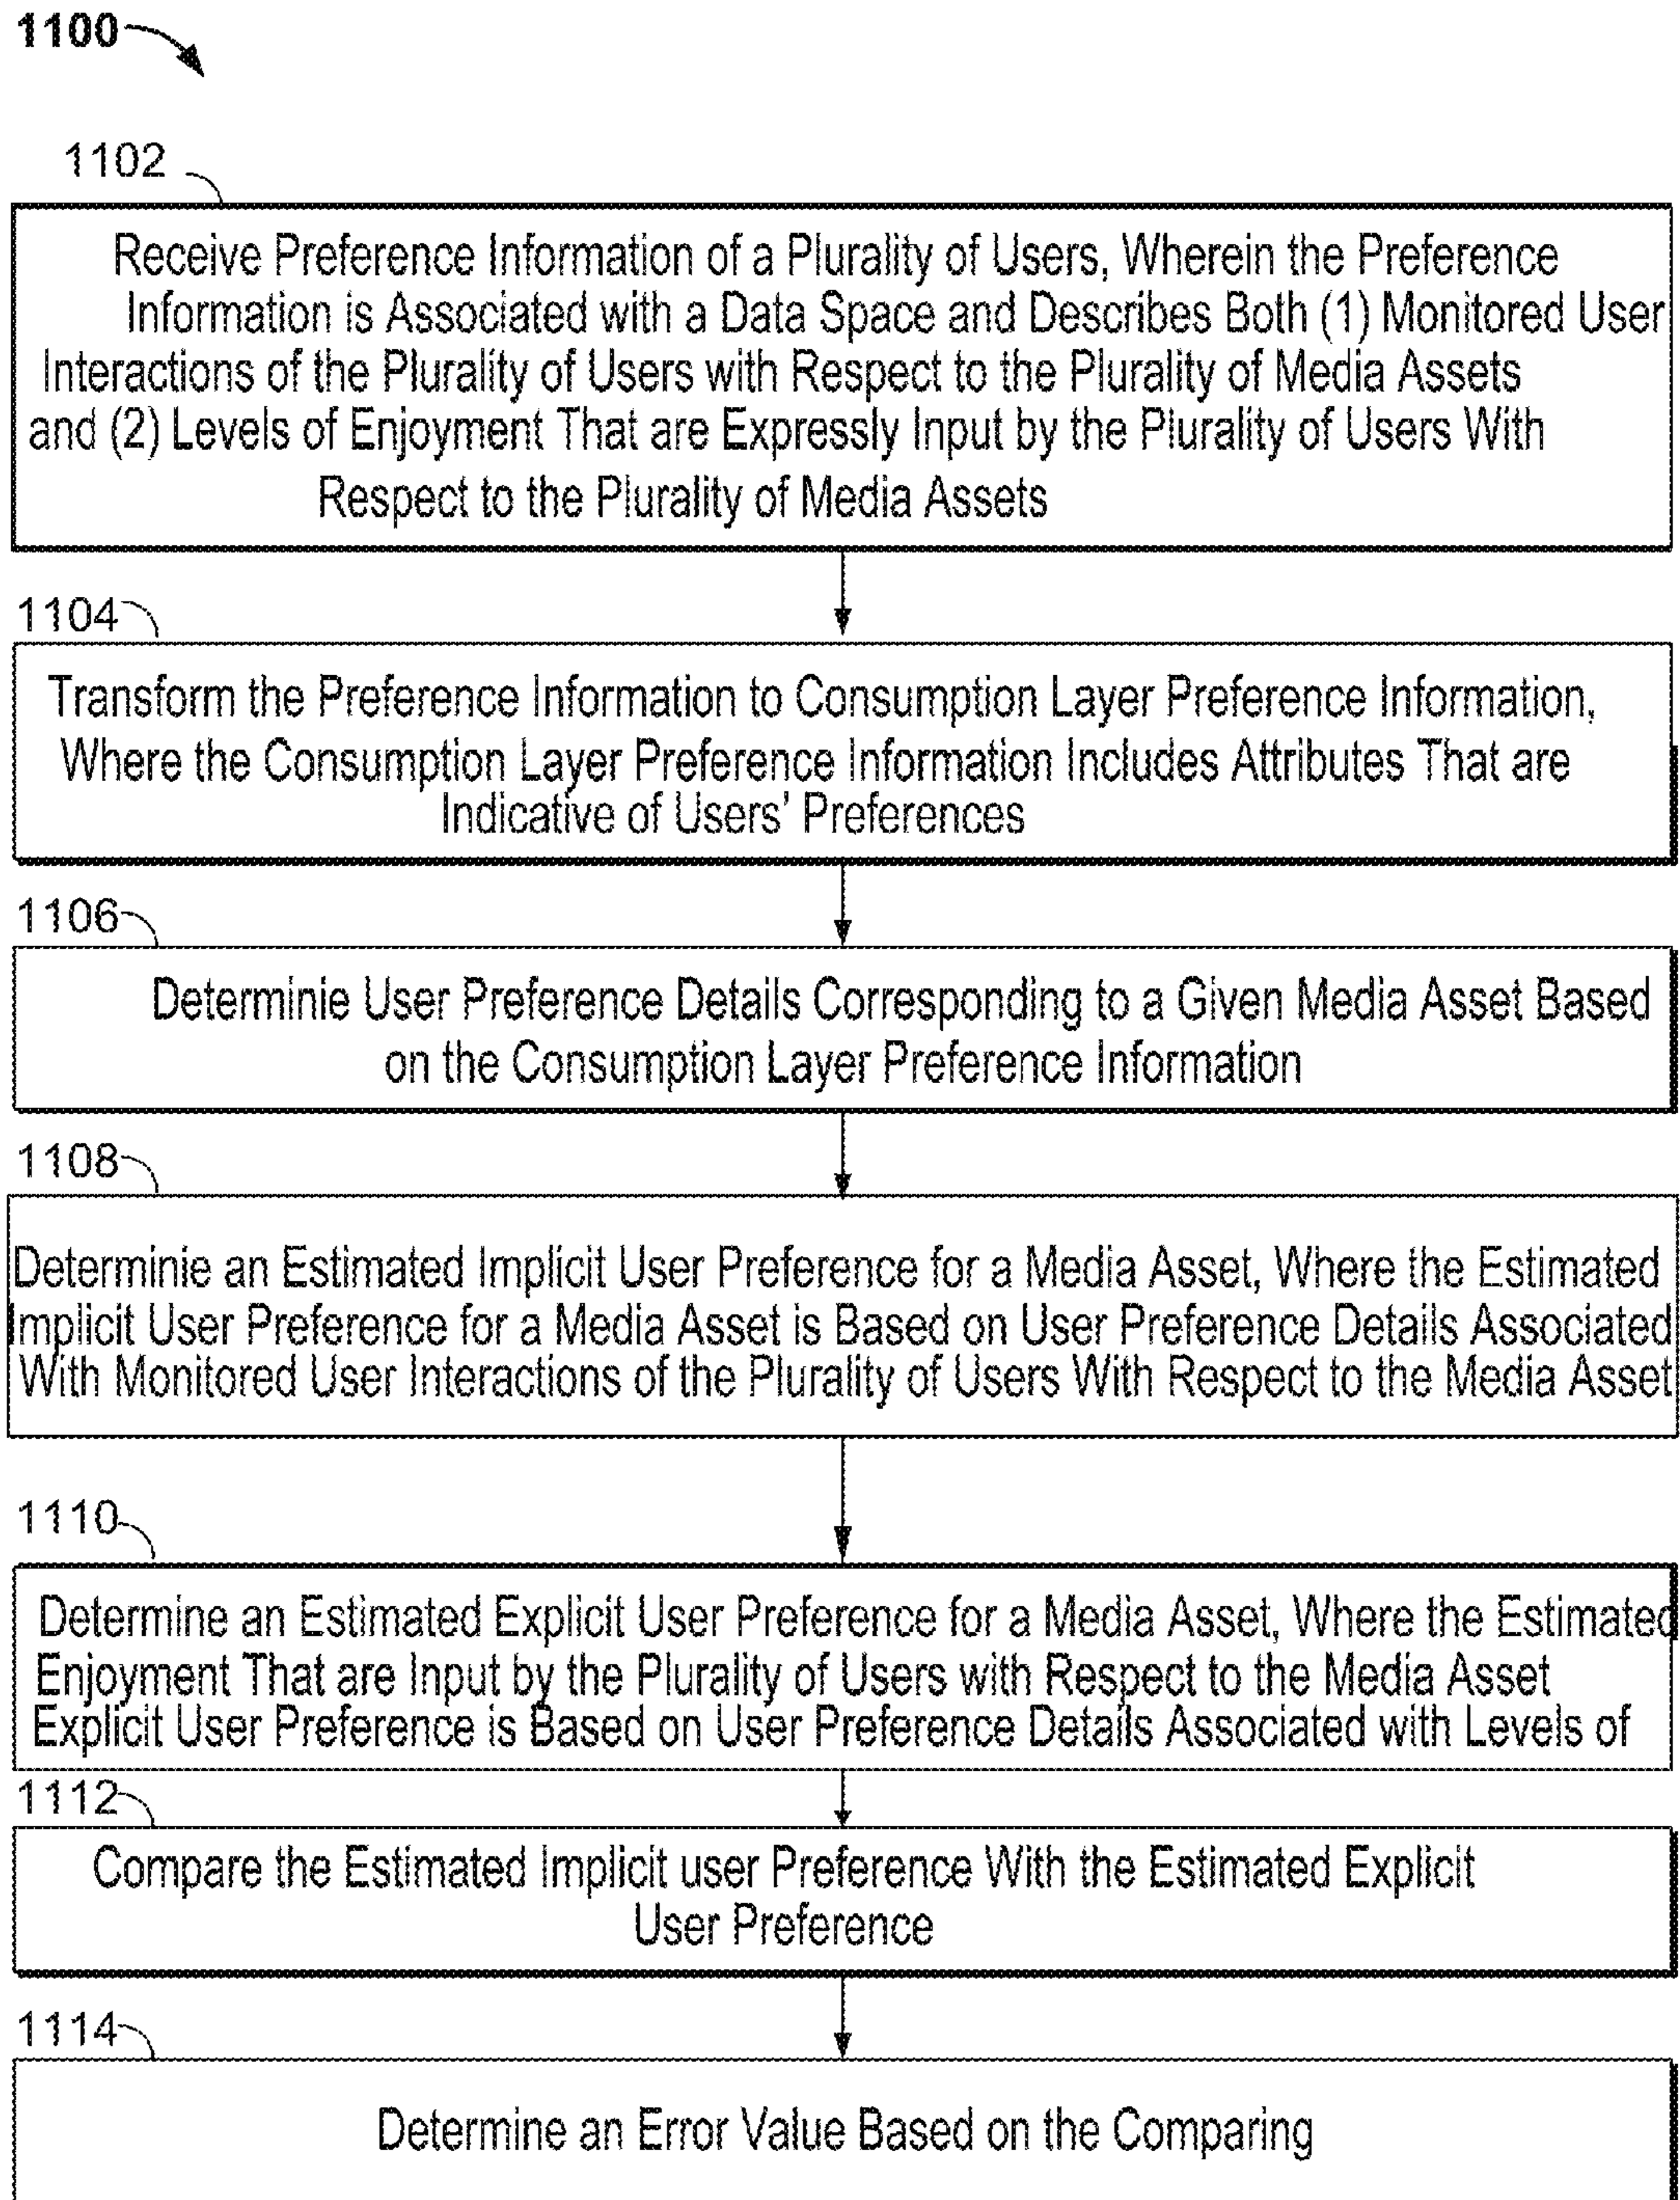 1100
1102
Receive Preference Information of a Plurality of Users, Wherein the Preference
Information is Associated with a Data Space and Describes Both (1) Monitored User
Interactions of the Plurality of Users with Respect to the Plurality of Media Assets
and (2) Levels of Enjoyment That are Expressly Input by the Plurality of Users With
Respect to the Plurality of Media Assets
1104
Transform the Preference Information to Consumption Layer Preference Information,
Where the Consumption Layer Preference Information Includes Attributes That are
Indicative of Users' Preferences
1106
Determinie User Preference Details Corresponding to a Given Media Asset Based
on the Consumption Layer Preference Information
1108
Determinie an Estimated Implicit User Preference for a Media Asset, Where the Estimated
Implicit User Preference for a Media Asset is Based on User Preference Details Associated
With Monitored User Interactions of the Plurality of Users With Respect to the Media Asset
1110
Determine an Estimated Explicit User Preference for a Media Asset, Where the Estimated
Enjoyment That are Input by the Plurality of Users with Respect to the Media Asset
Explicit User Preference is Based on User Preference Details Associated with Levels of
1112
Compare the Estimated Implicit user Preference With the Estimated Explicit
User Preference
1114
Determine an Error Value Based on the Comparing